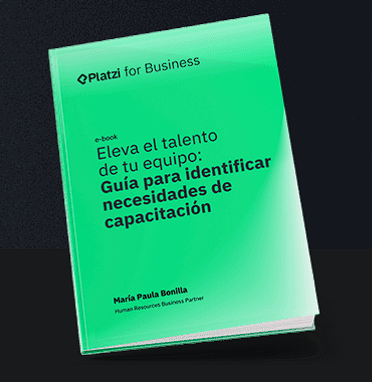 Platzi for Business
e-book
Eleva el talento
de tu equipo:
Guía para identificar
necesidades de
capacitación
María Paula Bonilla
Human Resources Business Partner